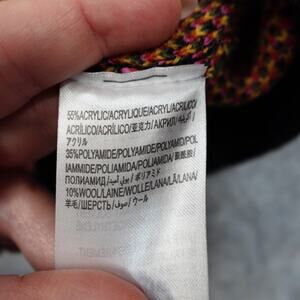 55%ACRYLIC/ACRYLIQUE/ACRYL/ACRILICO/
ACRÍLICO/ACRÍLICO/亚克力/АКРИЛ/أكريليك/
アクリル
35%POLYAMIDE/POLYAMIDE/POLYAMID/POL
IAMMIDE/POLIAMIDA/POLIAMIDA/聚酰胺/
ПОЛИАМИД/بولي أميد/ポリアミド
10%WOOL/LAINE/WOLLE/LANA/LÃ/LANA/
羊毛/ШЕРСТЬ/صوف/ウール